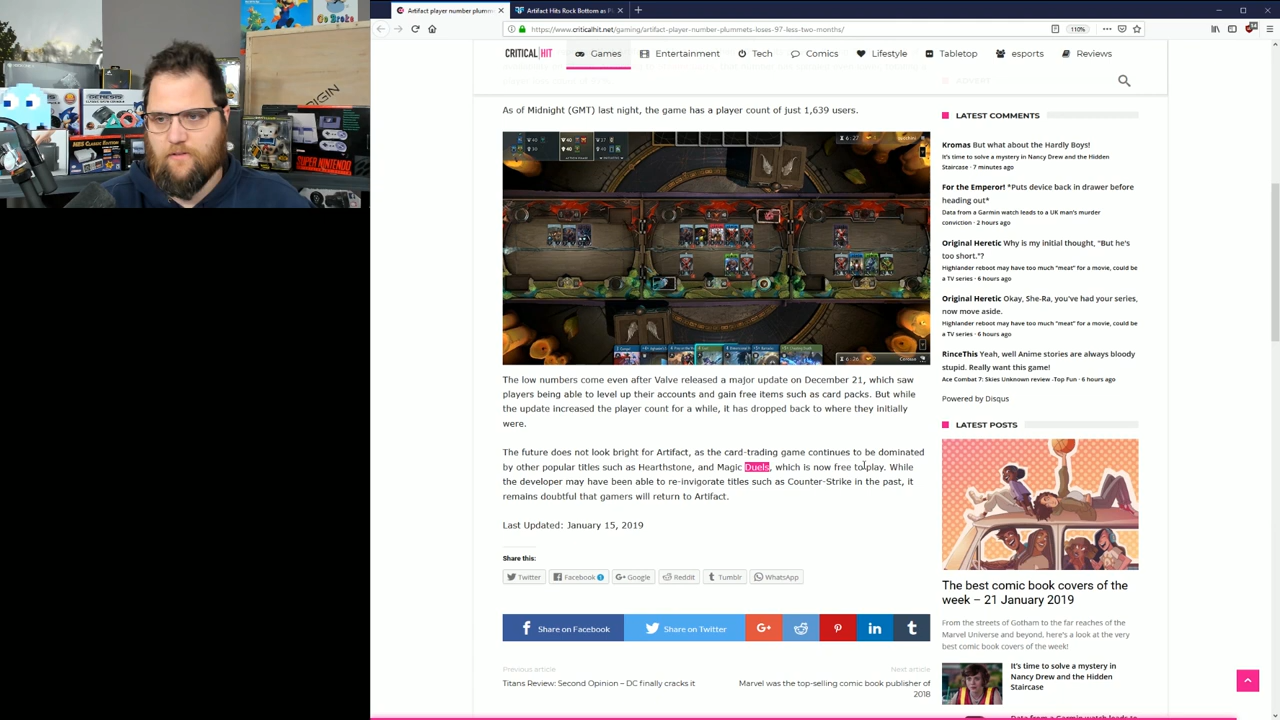 Artifact player number plumm
Artifact Hits Rock Bottom as Pl
https://www.criticalhit.net/gaming/artifact-player-number-plummets-loses-97-less-two-months/
110%
CRITICAL HIT
Games
Entertainment
Tech
Comics
Lifestyle
Tabletop
esports
Reviews
As of Midnight (GMT) last night, the game has a player count of just 1,639 users.
The low numbers come even after Valve released a major update on December 21, which saw
players being able to level up their accounts and gain free items such as card packs. But while
the update increased the player count for a while, it has dropped back to where they initially
were.
The future does not look bright for Artifact, as the card-trading game continues to be dominated
by other popular titles such as Hearthstone, and Magic Duels, which is now free to play. While
the developer may have been able to re-invigorate titles such as Counter-Strike in the past, it
remains doubtful that gamers will return to Artifact.
Last Updated: January 15, 2019
Share this:
Twitter
Facebook 1
Google
Reddit
Tumblr
WhatsApp
Share on Facebook
Share on Twitter
Previous article
Titans Review: Second Opinion – DC finally cracks it
Next article
Marvel was the top-selling comic book publisher of
2018
LATEST COMMENTS
Kromas But what about the Hardly Boys!
It's time to solve a mystery in Nancy Drew and the Hidden
Staircase · 7 minutes ago
For the Emperor! *Puts device back in drawer before
heading out*
Data from a Garmin watch leads to a UK man's murder
conviction · 2 hours ago
Original Heretic Why is my initial thought, "But he's
too short."?
Highlander reboot may have too much "meat" for a movie, could be
a TV series · 6 hours ago
Original Heretic Okay, She-Ra, you've had your series,
now move aside.
Highlander reboot may have too much "meat" for a movie, could be
a TV series · 6 hours ago
RinceThis Yeah, well Anime stories are always bloody
stupid. Really want this game!
Ace Combat 7: Skies Unknown review -Top Fun · 6 hours ago
Powered by Disqus
LATEST POSTS
The best comic book covers of the
week – 21 January 2019
From the streets of Gotham to the far reaches of the
Marvel Universe and beyond, here's a look at the very
best comic book covers of the week!
It's time to solve a mystery in
Nancy Drew and the Hidden
Staircase
Go Broke
ORIGIN
SUPER NINTENDO
NES CLASSIC EDITION
GENESIS
6:22
6:26